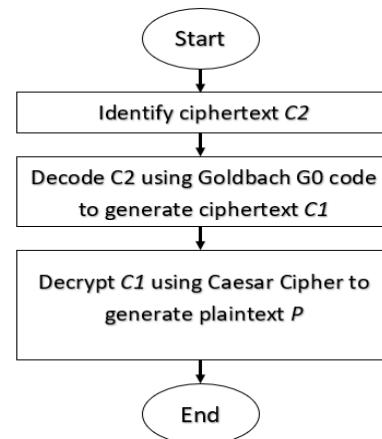 Start
Identify ciphertext C2
Decode C2 using Goldbach G0 code
to generate ciphertext C1
Decrypt C1 using Caesar Cipher to
generate plaintext P
End